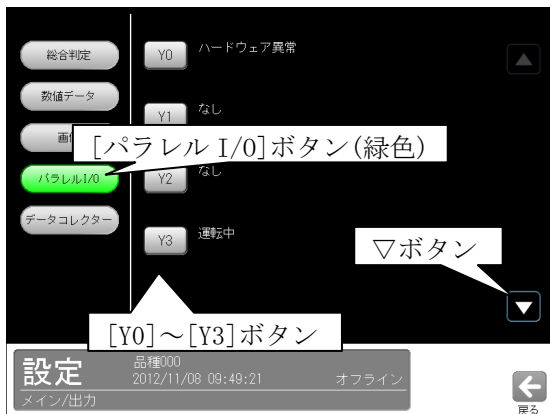 総合判定
数値データ
画
パラレルI/O
データコレクター
Y0 ハードウェア異常
Y1 なし
Y2 なし
Y3 運転中
[パラレル I/O]ボタン(緑色)
▽ボタン
[Y0]～[Y3]ボタン
設定
メイン/出力
品種000
2012/11/08 09:49:21 オフライン
戻る